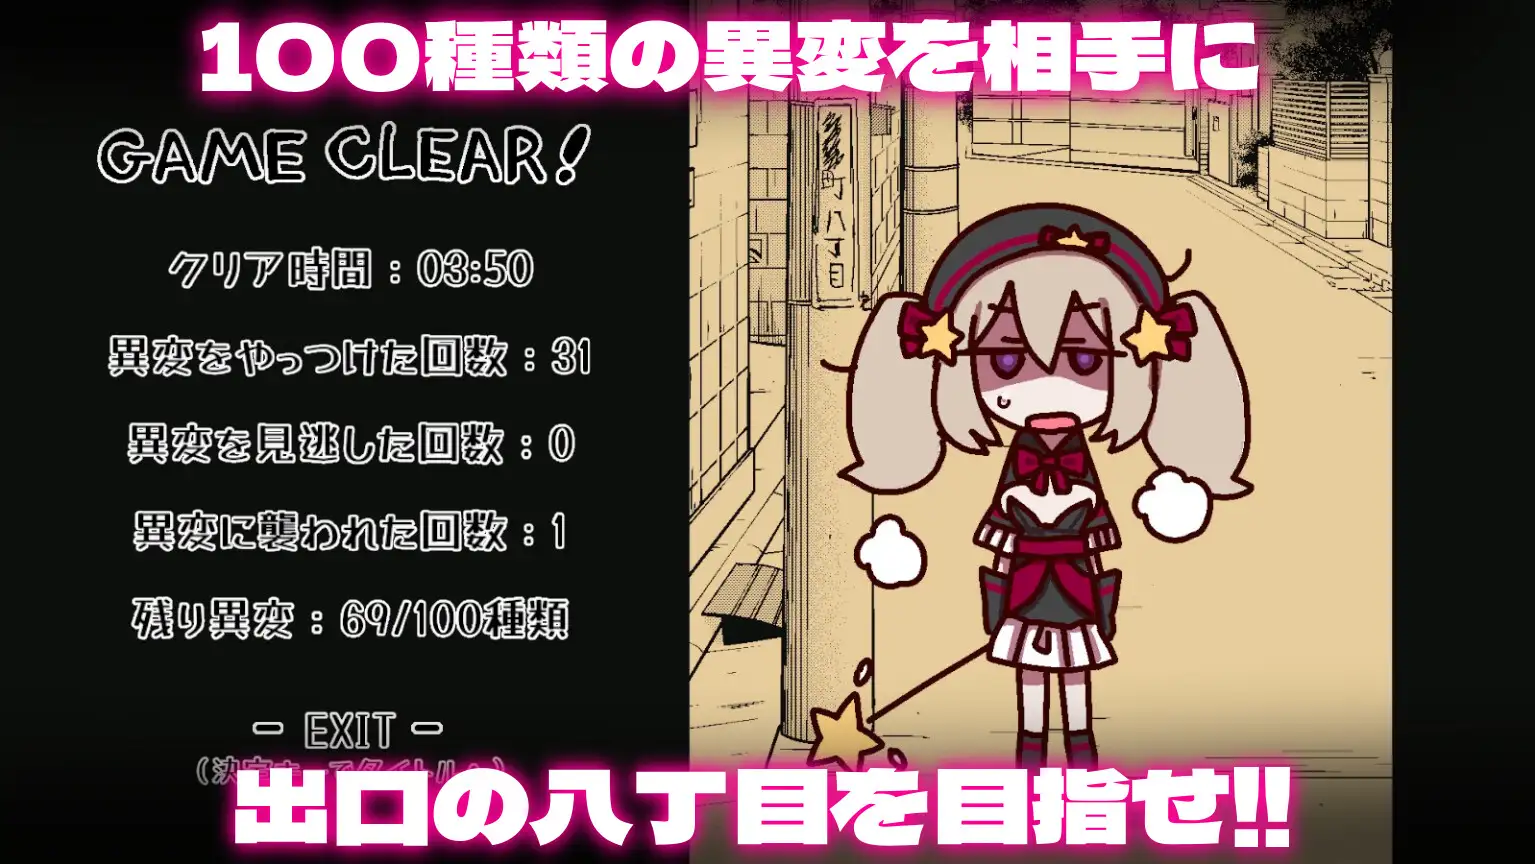 100種類の異変を相手に
GAME CLEAR!
クリア時間：03:50
異変をやっつけた回数：31
異変を見逃した回数：0
異変に襲われた回数：1
残り異変：69/100種類
- EXIT -
町八丁目
出口の八丁目を目指せ!!